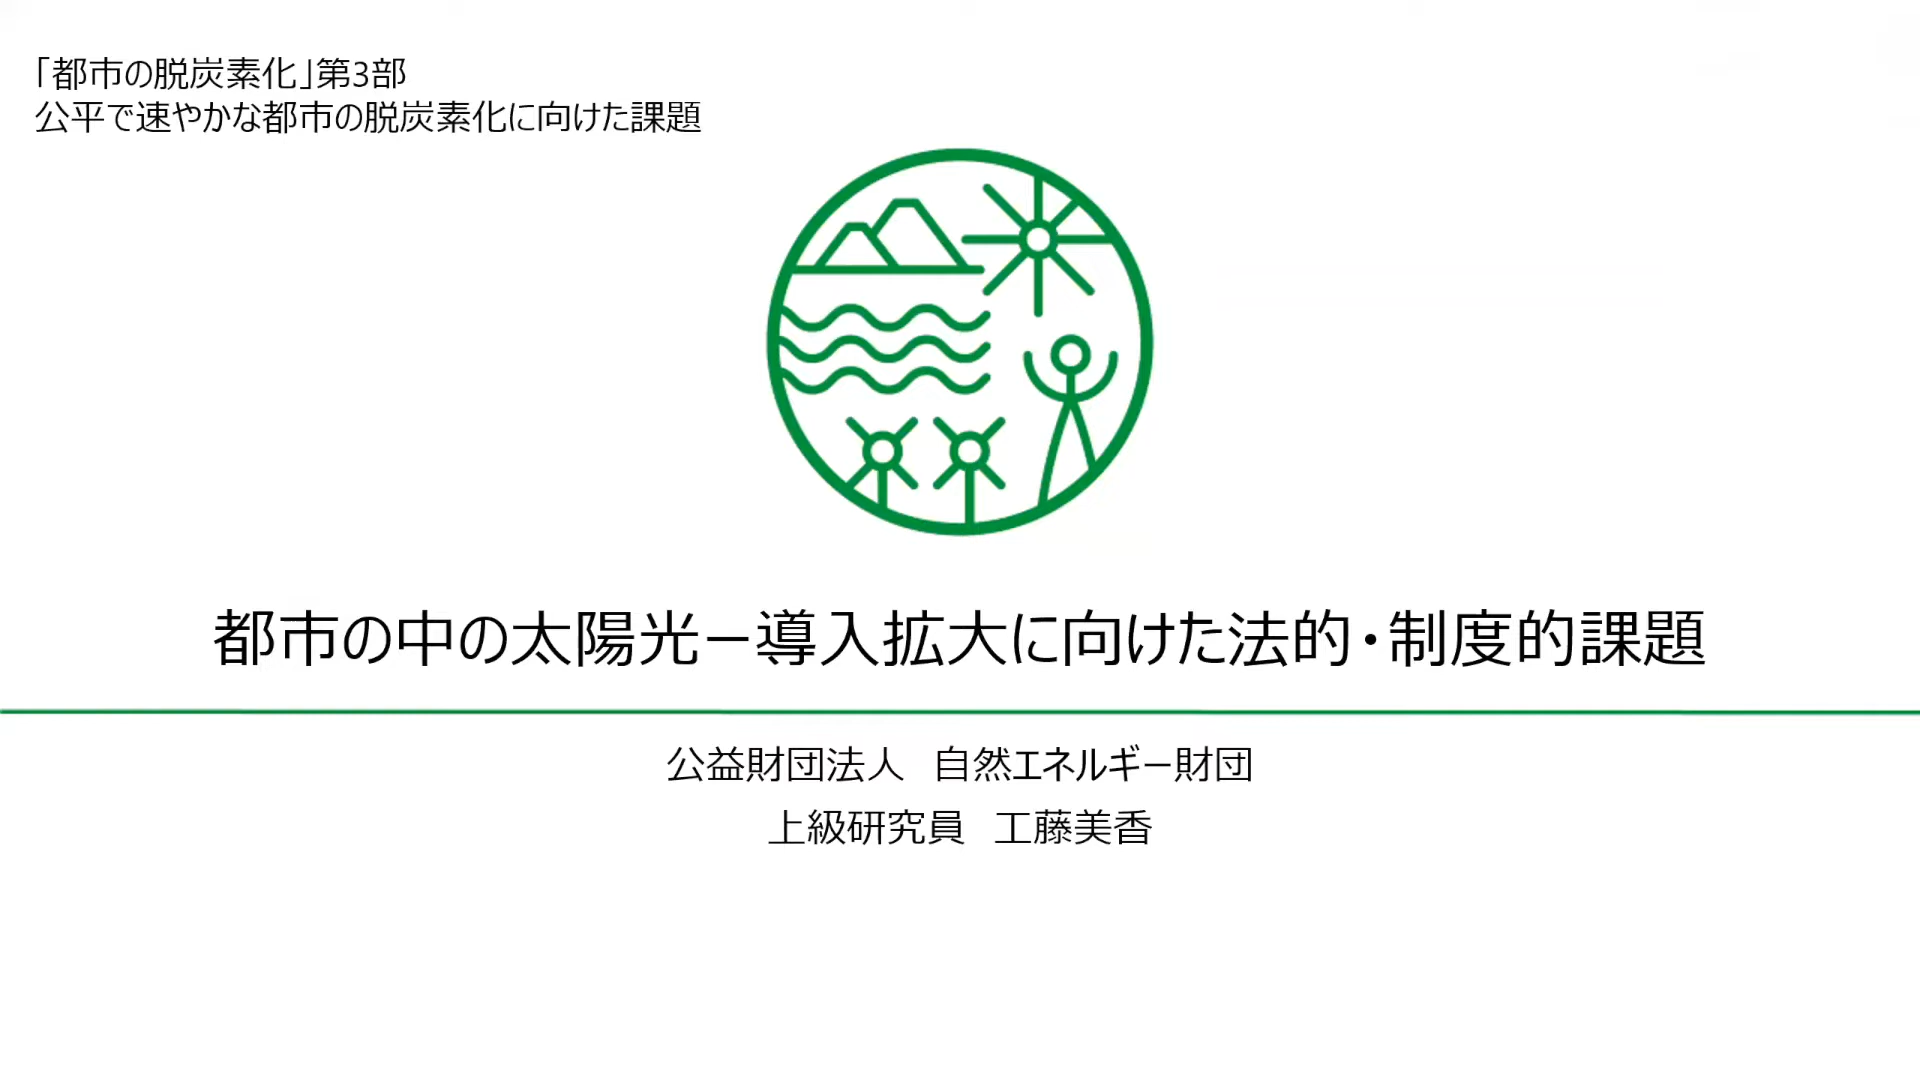 「都市の脱炭素化」第3部
公平で速やかな都市の脱炭素化に向けた課題
都市の中の太陽光－導入拡大に向けた法的・制度的課題
公益財団法人　自然エネルギー財団
上級研究員　工藤美香